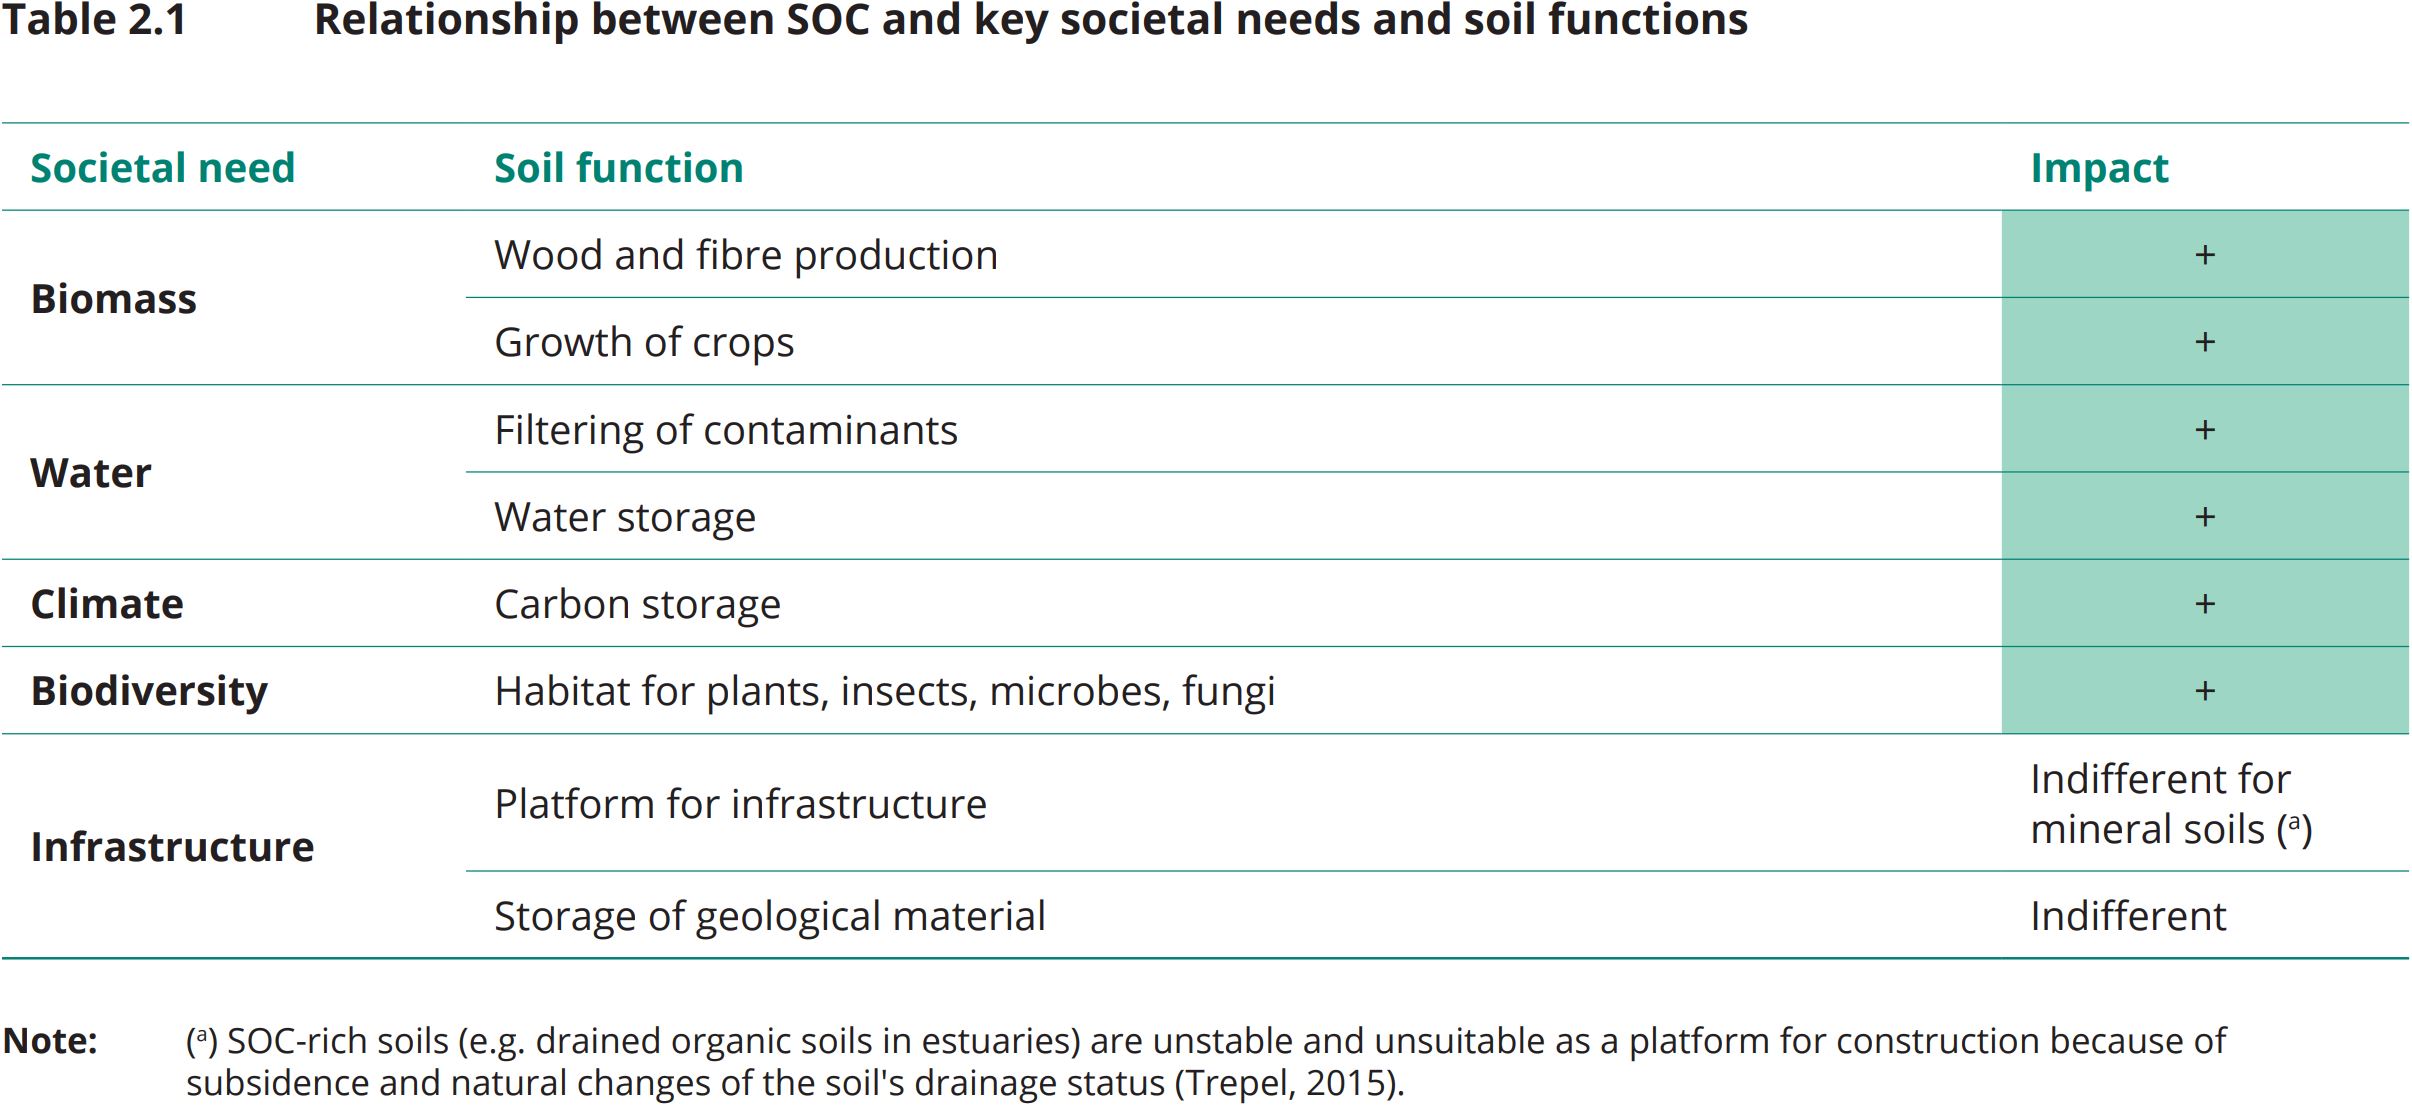 Table 2.1 Relationship between SOC and key societal needs and soil functions
Societal need Soil function Impact
Biomass
Wood and fibre production +
Growth of crops +
Water
Filtering of contaminants +
Water storage +
Climate Carbon storage +
Biodiversity Habitat for plants, insects, microbes, fungi +
Infrastructure
Platform for infrastructure
Indifferent for
mineral soils (ᵃ)
Storage of geological material Indifferent
Note: (ᵃ) SOC-rich soils (e.g. drained organic soils in estuaries) are unstable and unsuitable as a platform for construction because of
subsidence and natural changes of the soil's drainage status (Trepel, 2015).